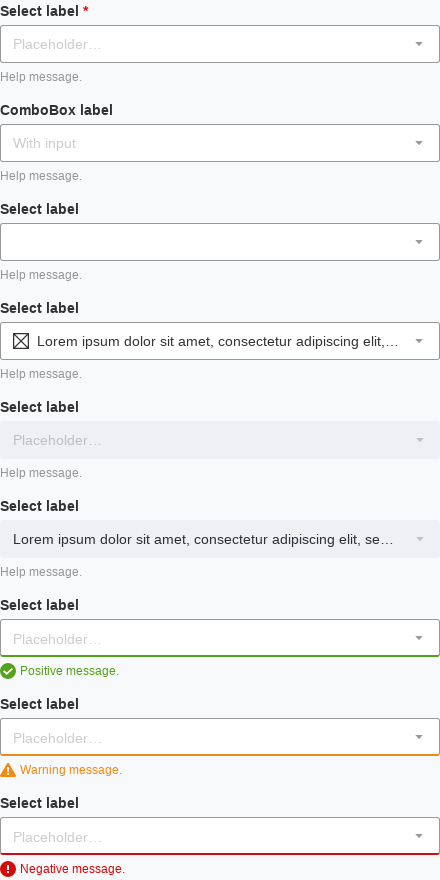 Select label *
Placeholder…
Help message.
ComboBox label
With input
Help message.
Select label
Help message.
Select label
Lorem ipsum dolor sit amet, consectetur adipiscing elit,…
Help message.
Select label
Placeholder…
Help message.
Select label
Lorem ipsum dolor sit amet, consectetur adipiscing elit, se…
Help message.
Select label
Placeholder…
Positive message.
Select label
Placeholder…
Warning message.
Select label
Placeholder…
Negative message.